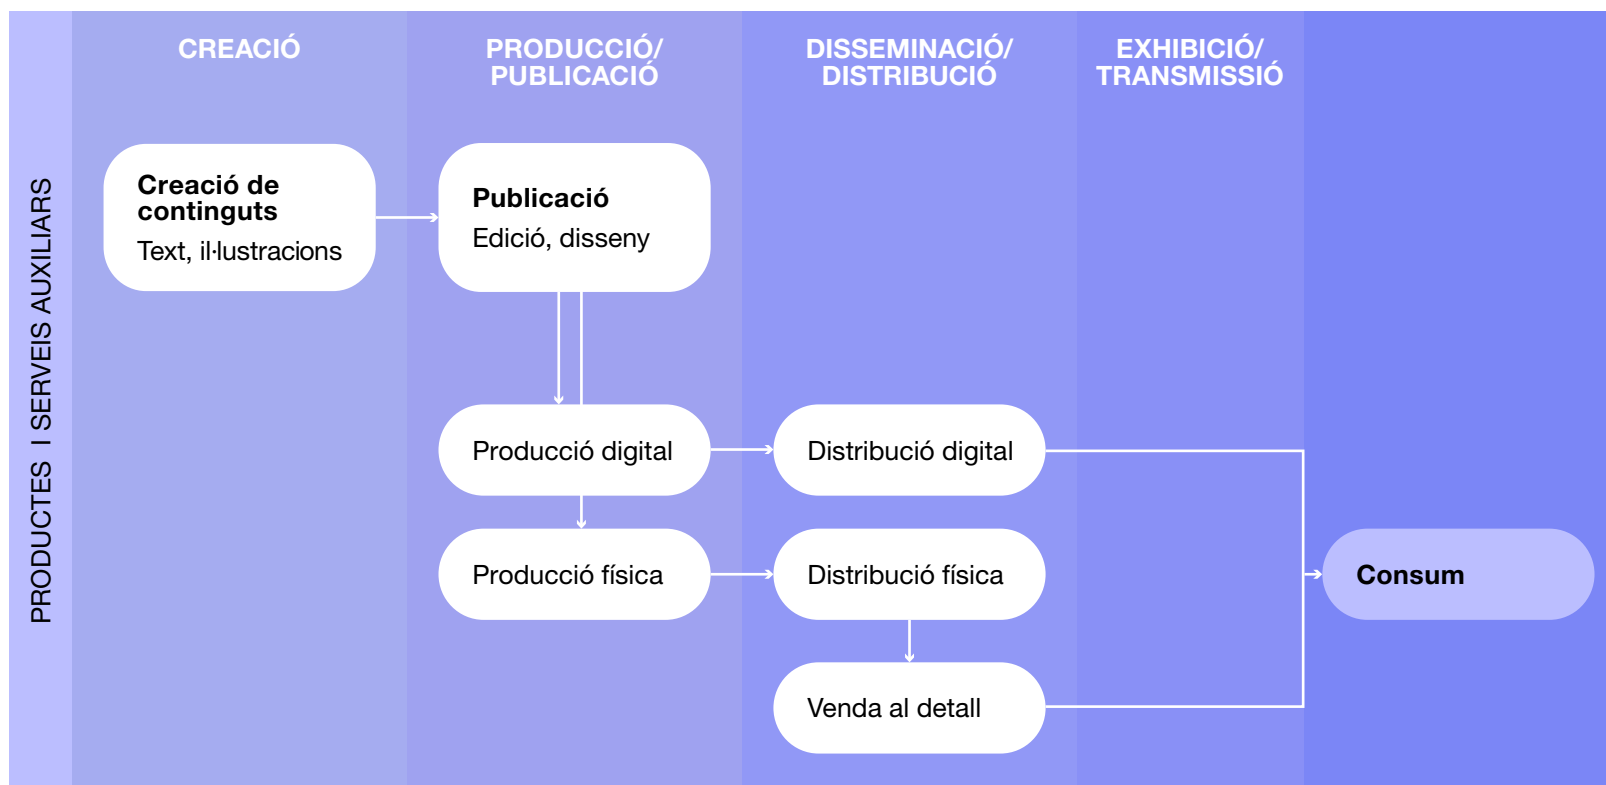 CREACIÓ
PRODUCCIÓ/
PUBLICACIÓ
DISSEMINACIÓ/
DISTRIBUCIÓ
EXHIBICIÓ/
TRANSMISSIÓ
PRODUCTES I SERVEIS AUXILIARS
Creació de
continguts
Text, il·lustracions
Publicació
Edició, disseny
Producció digital
Distribució digital
Producció física
Distribució física
Consum
Venda al detall